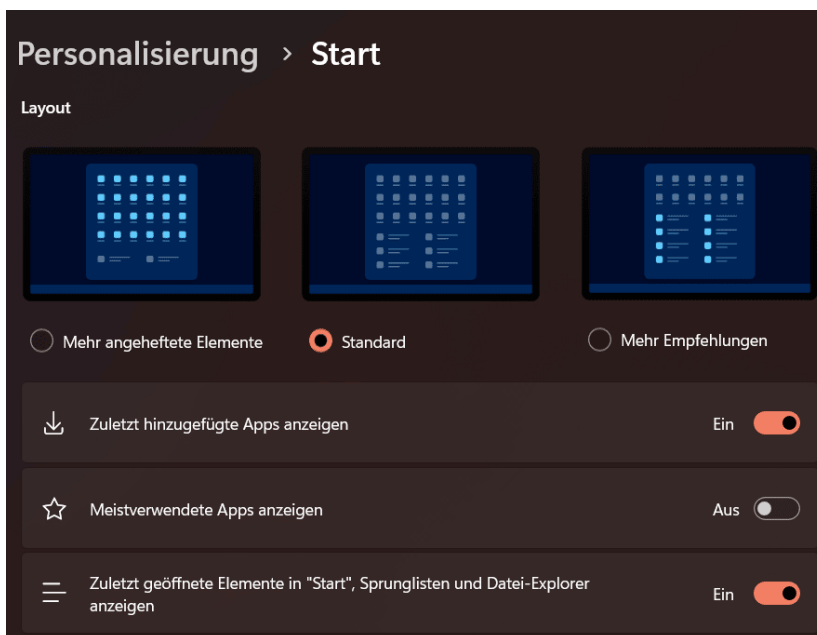 Personalisierung > Start
Layout
Mehr angeheftete Elemente
Standard
Mehr Empfehlungen
Zuletzt hinzugefügte Apps anzeigen
Ein
Meistverwendete Apps anzeigen
Aus
Zuletzt geöffnete Elemente in "Start", Sprunglisten und Datei-Explorer
anzeigen
Ein